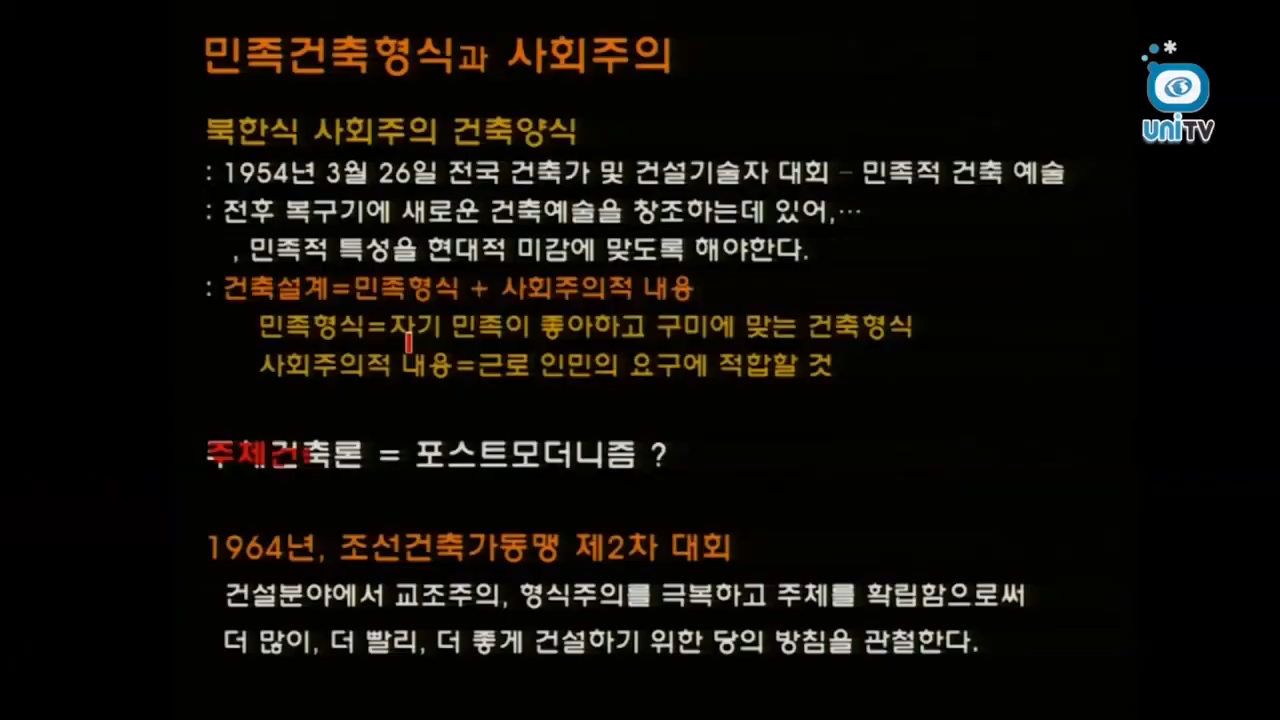 민족건축형식과 사회주의
UNITV
북한식 사회주의 건축양식
: 1954년 3월 26일 전국 건축가 및 건설기술자 대회 – 민족적 건축 예술
: 전후 복구기에 새로운 건축예술을 창조하는데 있어,…
, 민족적 특성을 현대적 미감에 맞도록 해야한다.
: 건축설계=민족형식 + 사회주의적 내용
민족형식=자기 민족이 좋아하고 구미에 맞는 건축형식
사회주의적 내용=근로 인민의 요구에 적합할 것
주체건축론 = 포스트모더니즘 ?
1964년, 조선건축가동맹 제2차 대회
건설분야에서 교조주의, 형식주의를 극복하고 주체를 확립함으로써
더 많이, 더 빨리, 더 좋게 건설하기 위한 당의 방침을 관철한다.